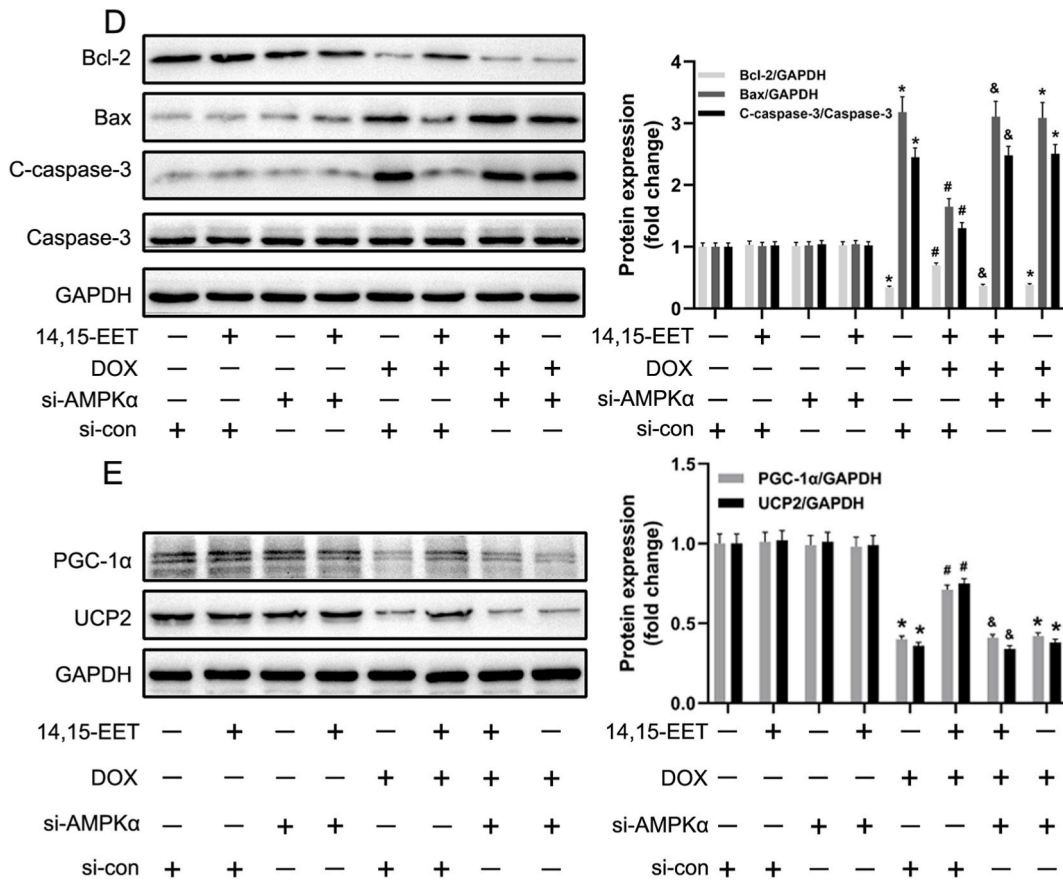 D
Bcl-2
Bax
C-caspase-3
Caspase-3
GAPDH
14,15-EET — + — + — + + —
DOX — — — — + + + +
si-AMPKα — — + + — — + +
si-con + + — — + + — —
Protein expression
(fold change)
4
3
2
1
0
Bcl-2/GAPDH
Bax/GAPDH
C-caspase-3/Caspase-3
* * * # # # & & & * * *
14,15-EET — + — + — + + —
DOX — — — — + + + +
si-AMPKα — — + + — — + +
si-con + + — — + + — —
E
PGC-1α
UCP2
GAPDH
14,15-EET — + — + — + + —
DOX — — — — + + + +
si-AMPKα — — + + — — + +
si-con + + — — + + — —
Protein expression
(fold change)
1.5
1.0
0.5
0.0
PGC-1α/GAPDH
UCP2/GAPDH
* * # # & & * *
14,15-EET — + — + — + + —
DOX — — — — + + + +
si-AMPKα — — + + — — + +
si-con + + — — + + — —